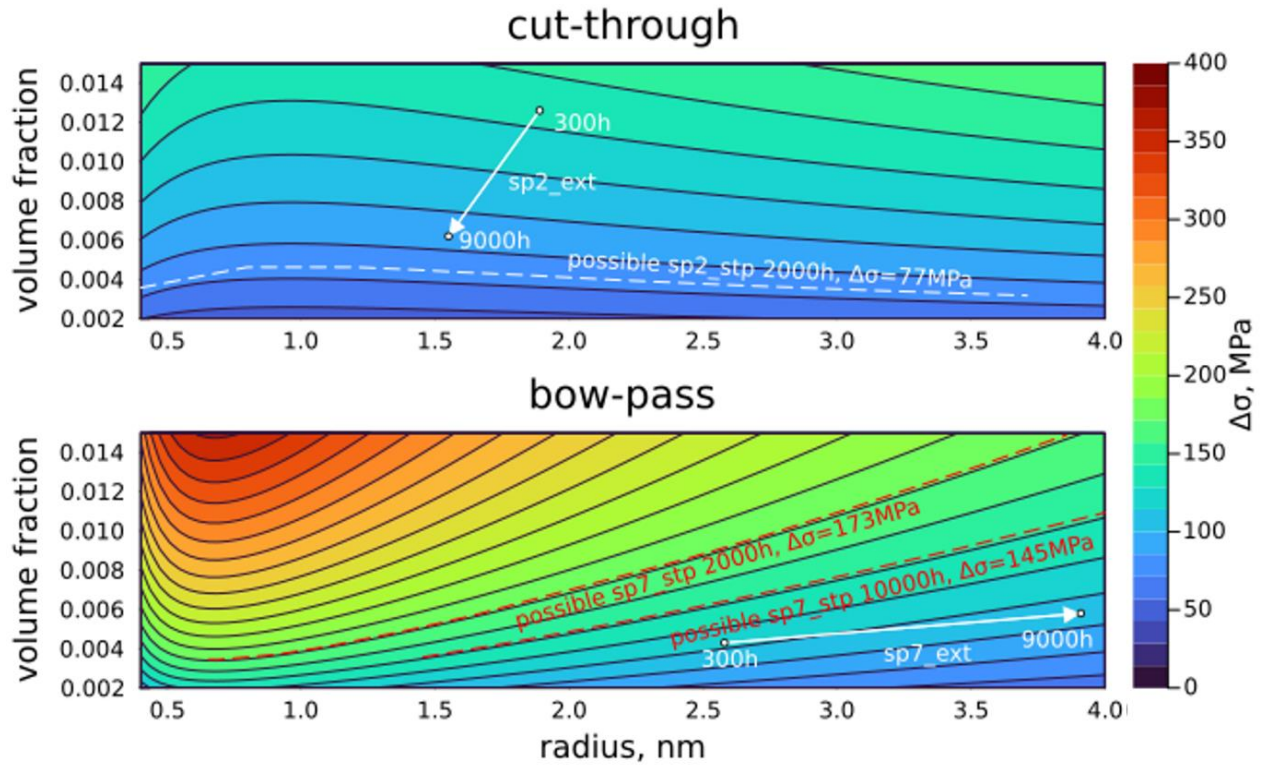 cut-through
volume fraction
0.014
0.012
0.010
0.008
0.006
0.004
0.002
300h
sp2_ext
9000h
possible sp2_stp 2000h, Δσ=77MPa
0.5 1.0 1.5 2.0 2.5 3.0 3.5 4.0
bow-pass
volume fraction
0.014
0.012
0.010
0.008
0.006
0.004
0.002
possible sp7_stp 2000h, Δσ=173MPa
possible sp7_stp 10000h, Δσ=145MPa
300h
sp7_ext
9000h
0.5 1.0 1.5 2.0 2.5 3.0 3.5 4.0
radius, nm
400
350
300
250
200
150
100
50
0
Δσ, MPa